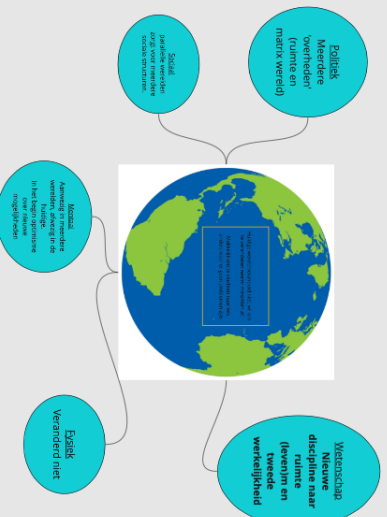 Sociaal
parallelle werelden
zorgt voor meerdere
sociale structuren.
Politiek
Meerdere
'overheden'
(ruimte en
matrix wereld)
Mentaal
Aanwezig in meerdere
werelden, afwezig in de
huidige.
In het begin optimisme
over nieuwe
mogelijkheden
Fysiek
Veranderd niet
Wetenschap
Nieuwe
discipline naar
ruimte
(leven)m en
tweede
werkelijkheid